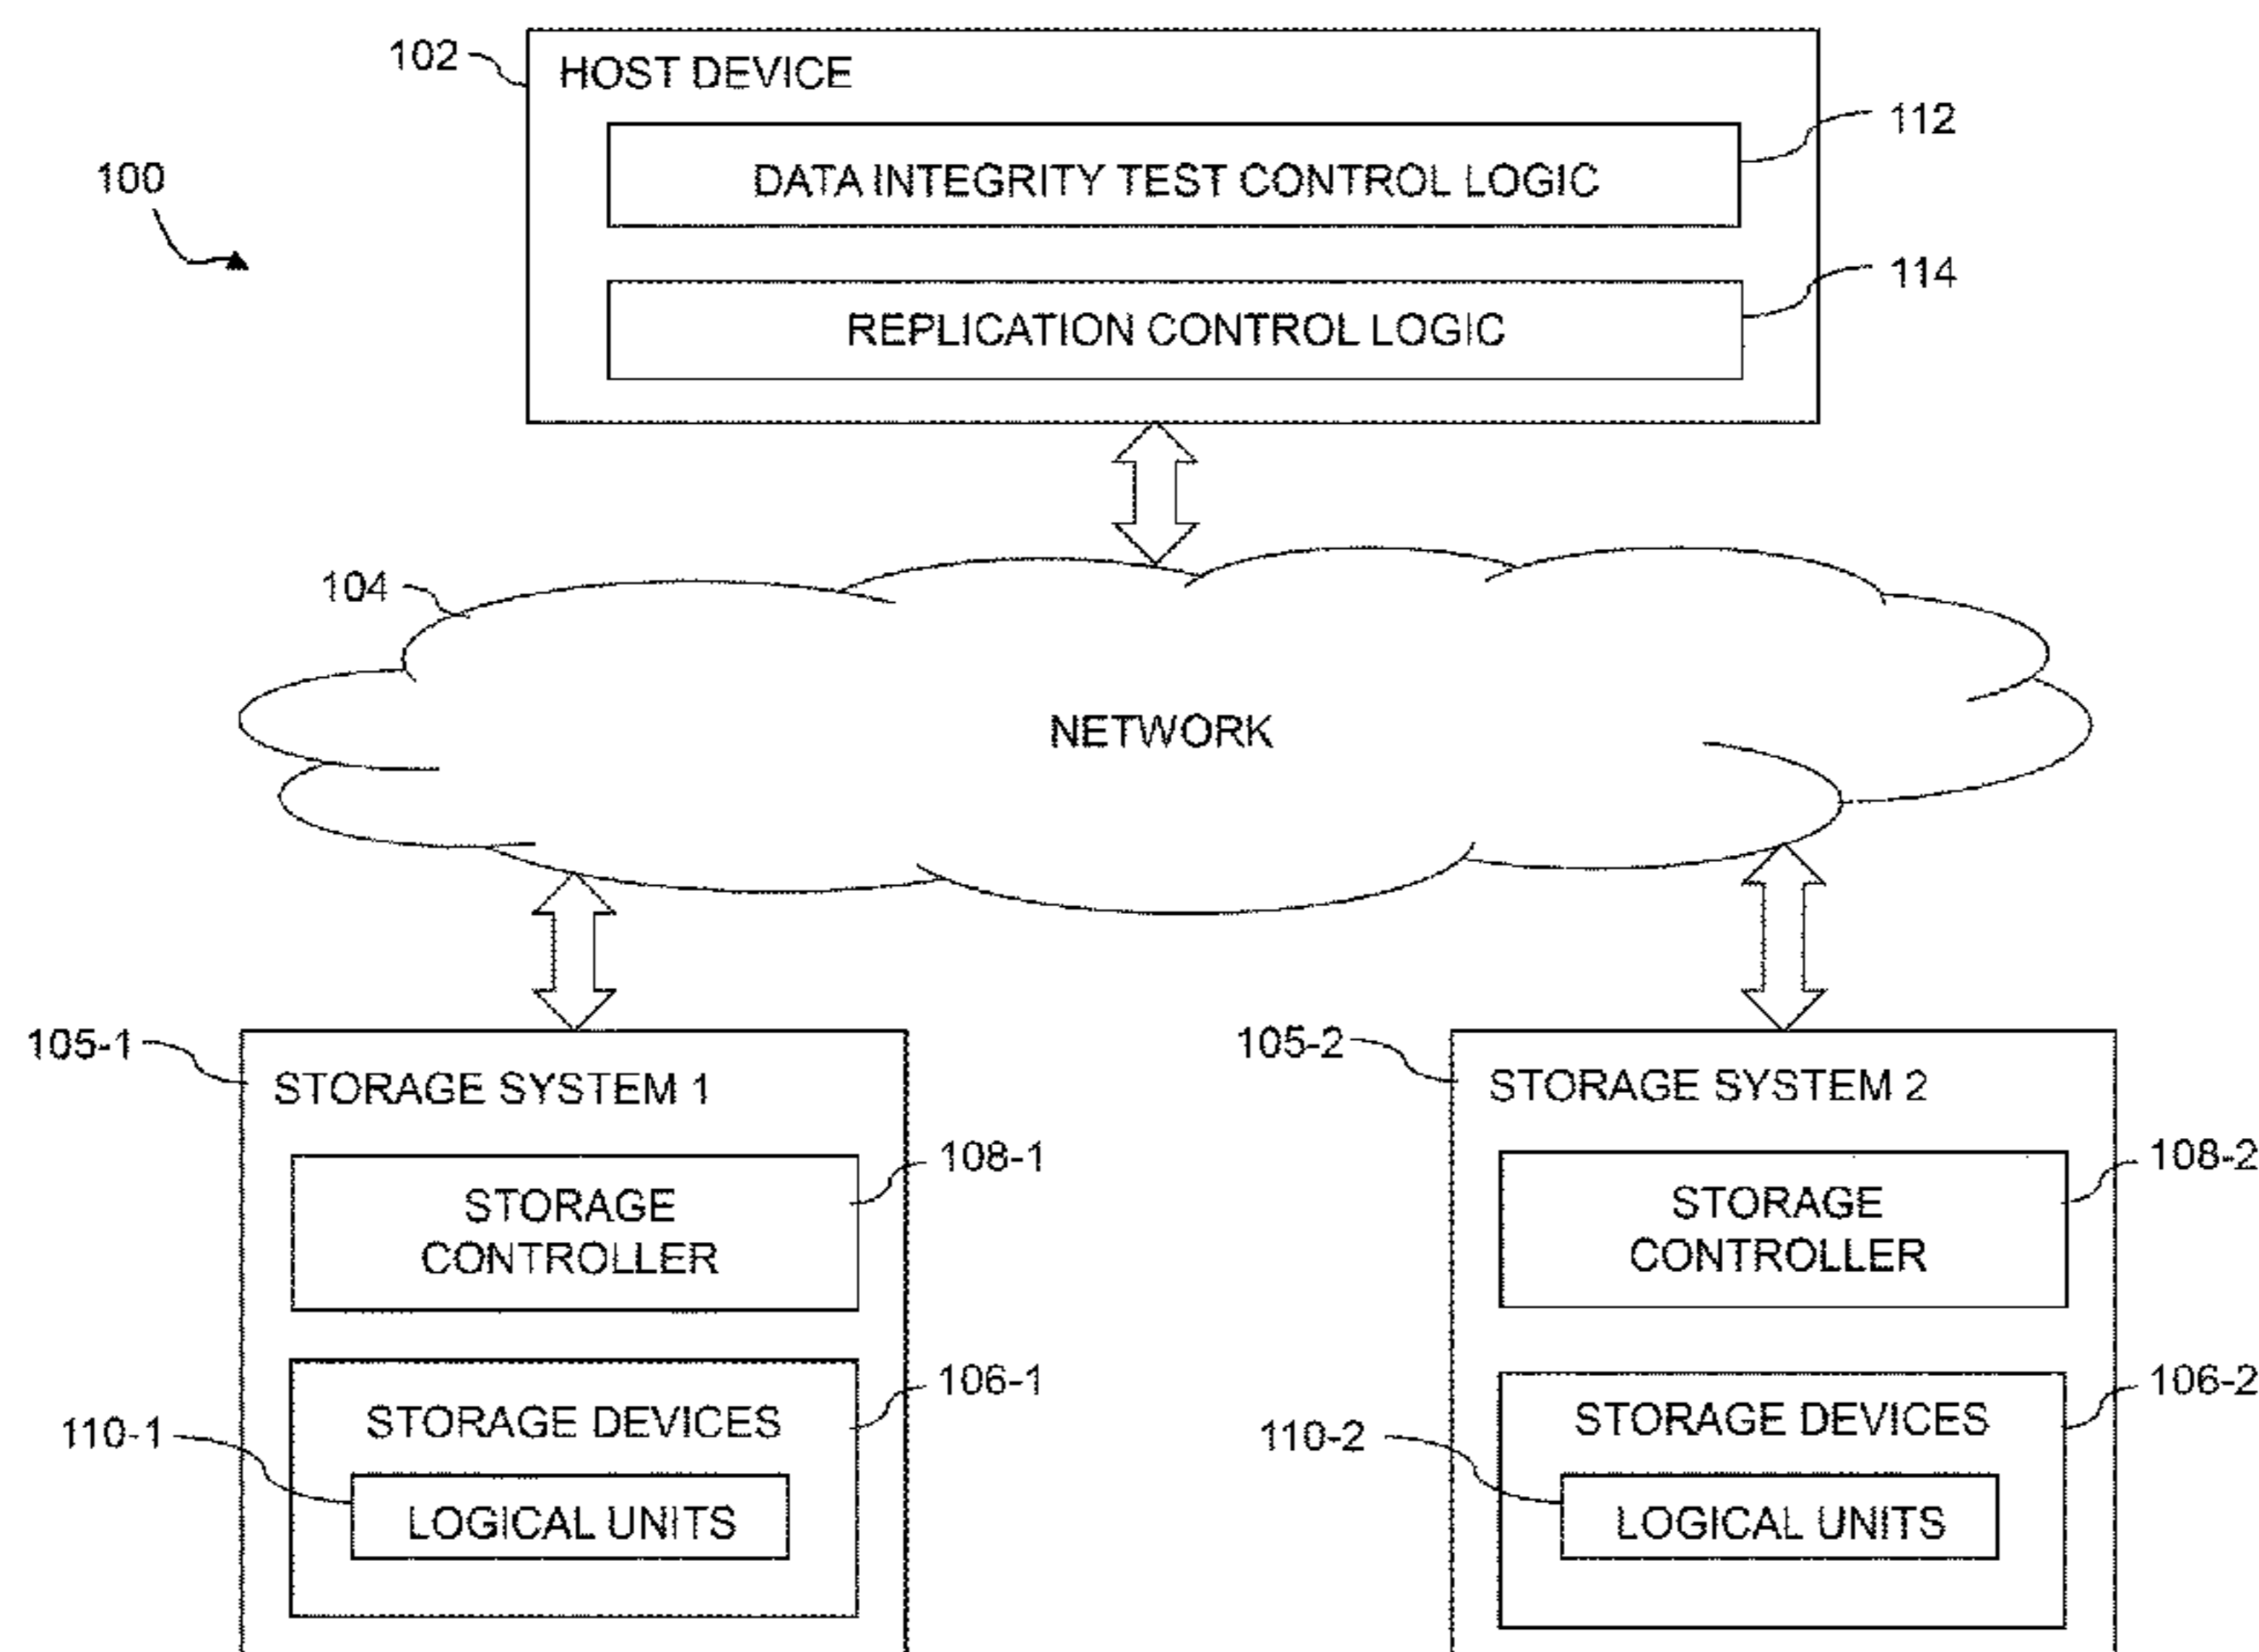 102
HOST DEVICE
112
DATA INTEGRITY TEST CONTROL LOGIC
100
114
REPLICATION CONTROL LOGIC
104
NETWORK
105-1
STORAGE SYSTEM 1
108-1
STORAGE
CONTROLLER
106-1
STORAGE DEVICES
110-1
LOGICAL UNITS
105-2
STORAGE SYSTEM 2
108-2
STORAGE
CONTROLLER
106-2
STORAGE DEVICES
110-2
LOGICAL UNITS